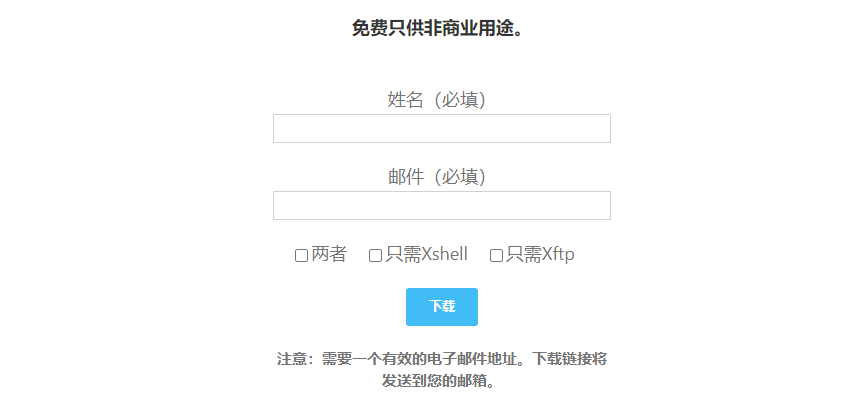 免费只供非商业用途。
姓名（必填）
邮件（必填）
两者 只需Xshell 只需Xftp
下载
注意：需要一个有效的电子邮件地址。下载链接将
发送到您的邮箱。